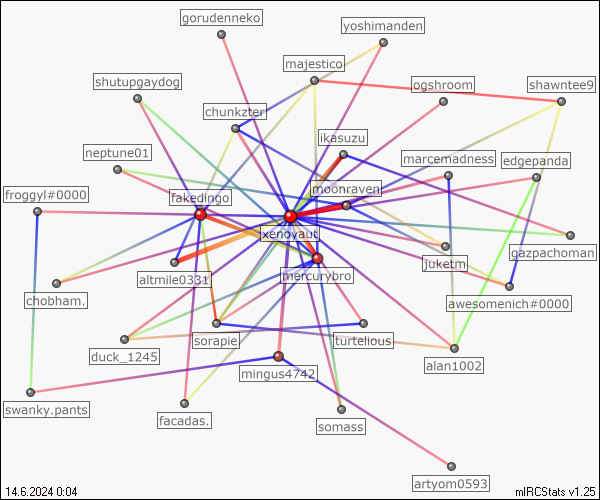 gorudenneko
yoshimanden
majestico
shutupgaydog
ogshroom
shawntee9
chunkzter
ikasuzu
neptune01
marcemadness
edgepanda
moonraven
froggyl#0000
fakedingo
xenoyaut
gazpachoman
juketm
altmile0331
mercurybro
chobham.
awesomenich#0000
sorapie
turtelious
duck_1245
alan1002
mingus4742
swanky.pants
facadas.
somass
artyom0593
14.6.2024 0:04
mIRCStats v1.25